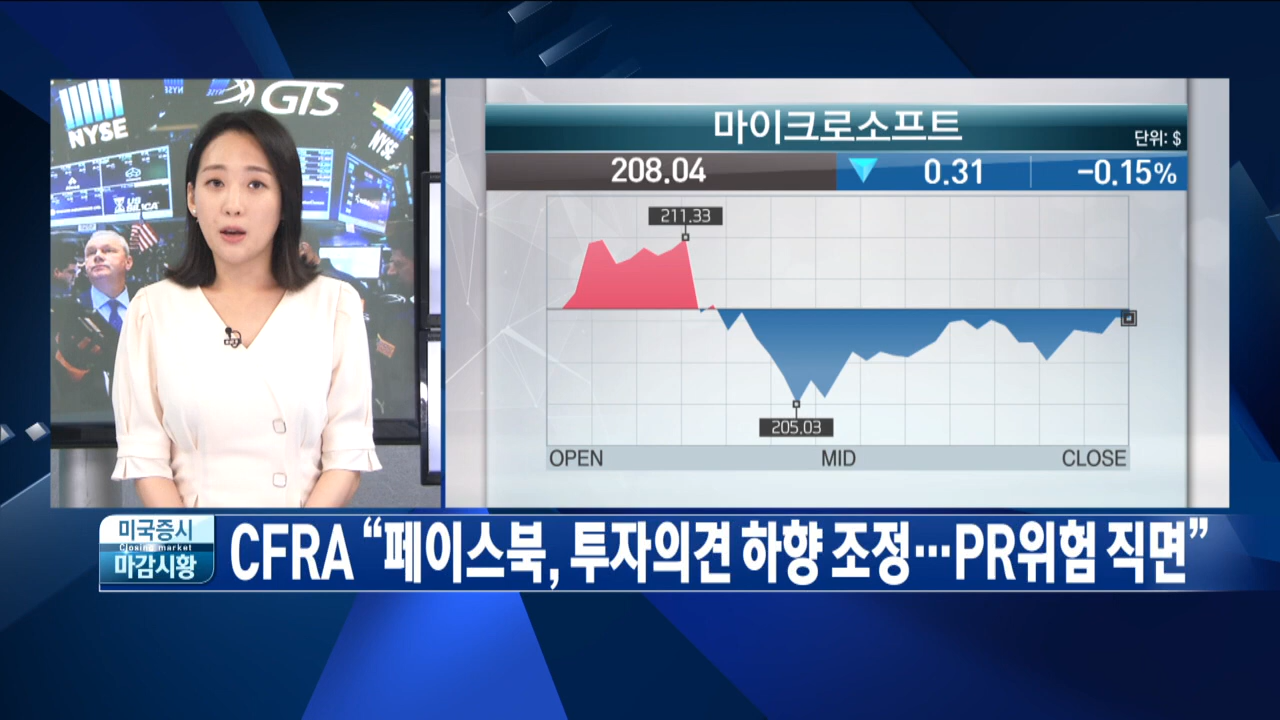 NYSE
GTS
NYSE
마이크로소프트
단위: $
208.04
▼ 0.31
-0.15%
211.33
205.03
OPEN
MID
CLOSE
미국증시
Closing market
마감시황
CFRA “페이스북, 투자의견 하향 조정…PR위험 직면”